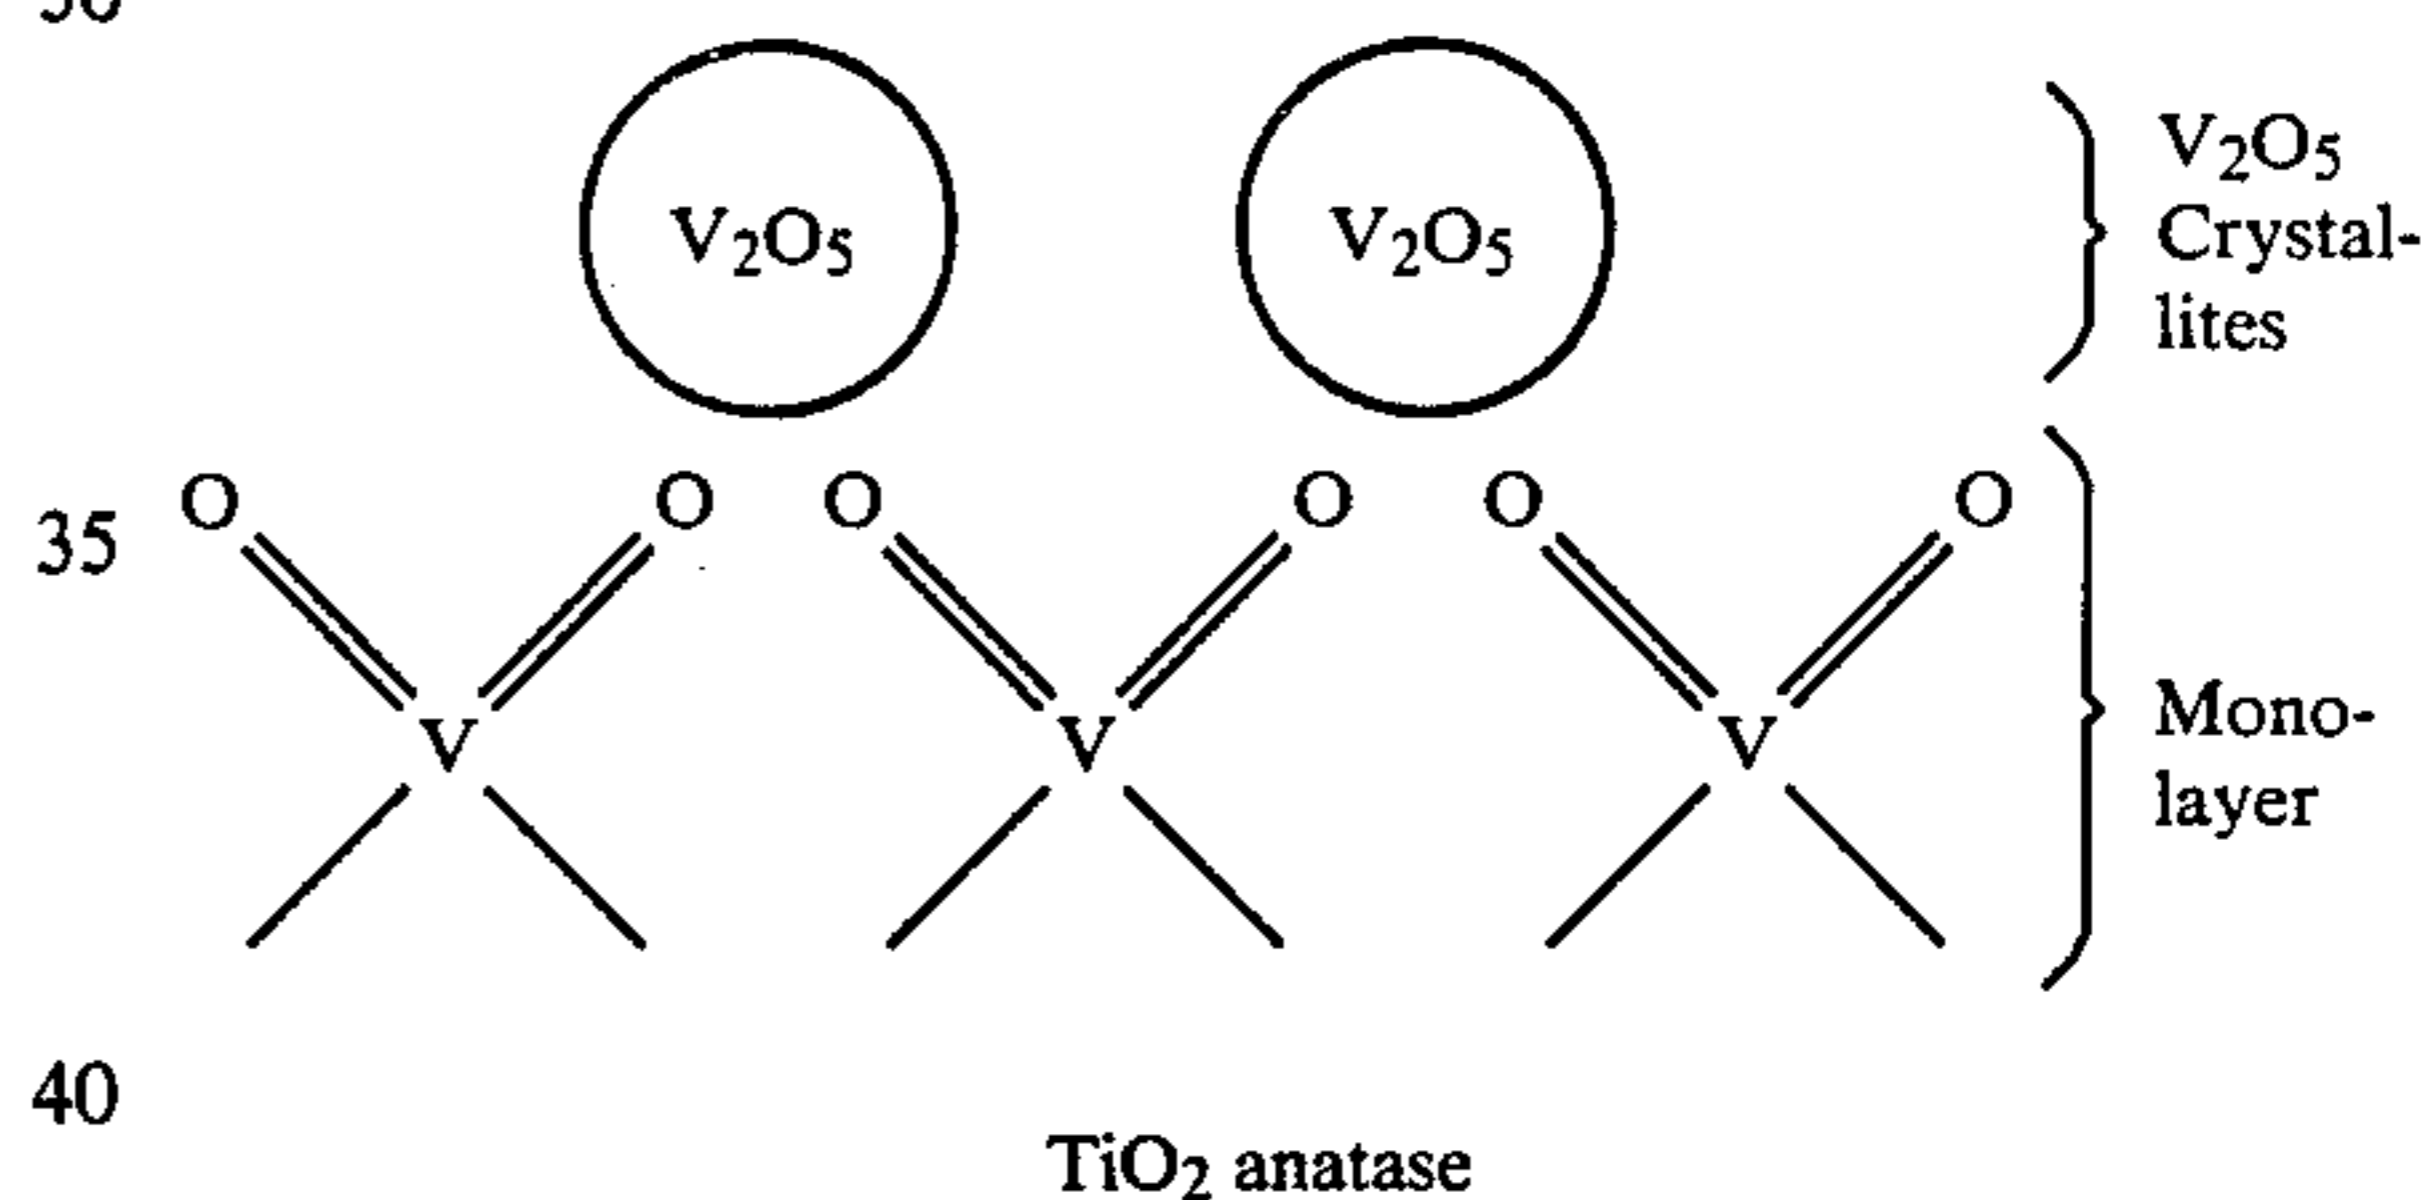 V₂O₅ V₂O₅ V₂O₅
Crystal-
lites
O O O O O O
35
V V V Mono-
layer
40
TiO₂ anatase